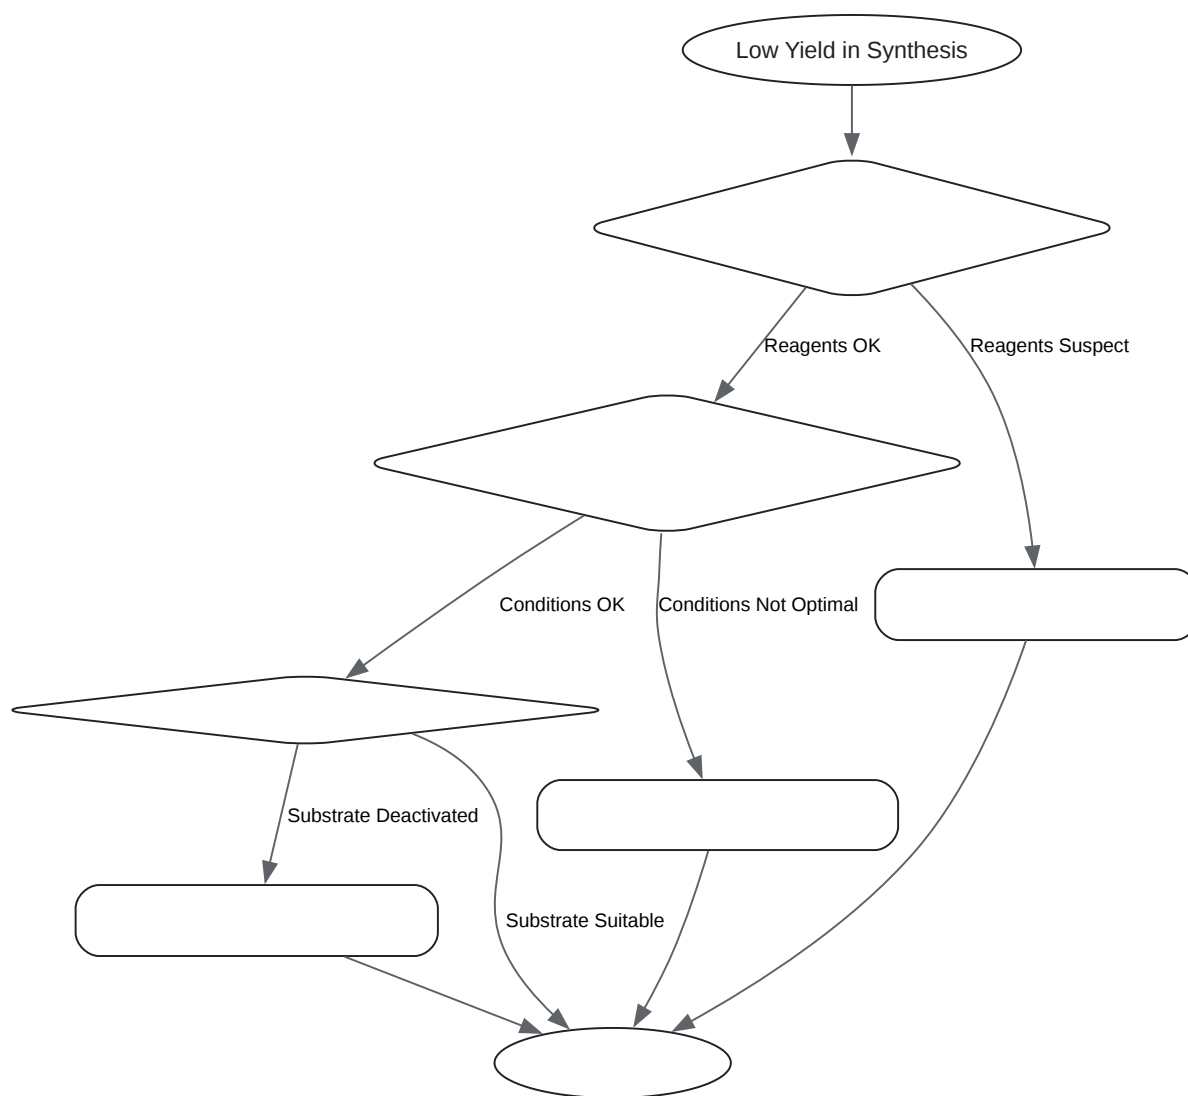 Low Yield in Synthesis
Reagents OK
Reagents Suspect
Conditions OK
Conditions Not Optimal
Substrate Deactivated
Substrate Suitable